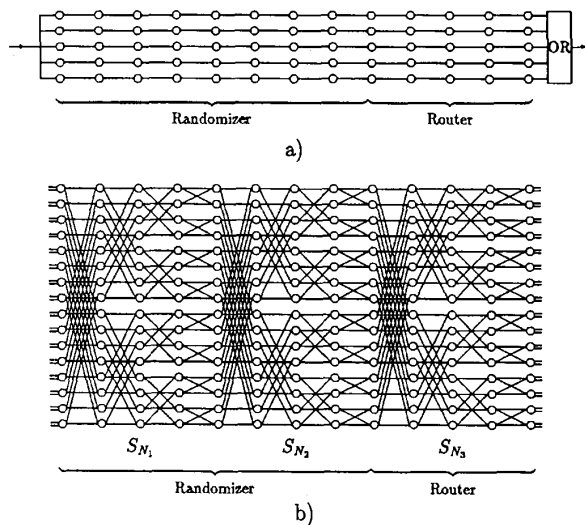 OR
Randomizer Router
a)
S_{N_1} S_{N_2} S_{N_3}
Randomizer Router
b)